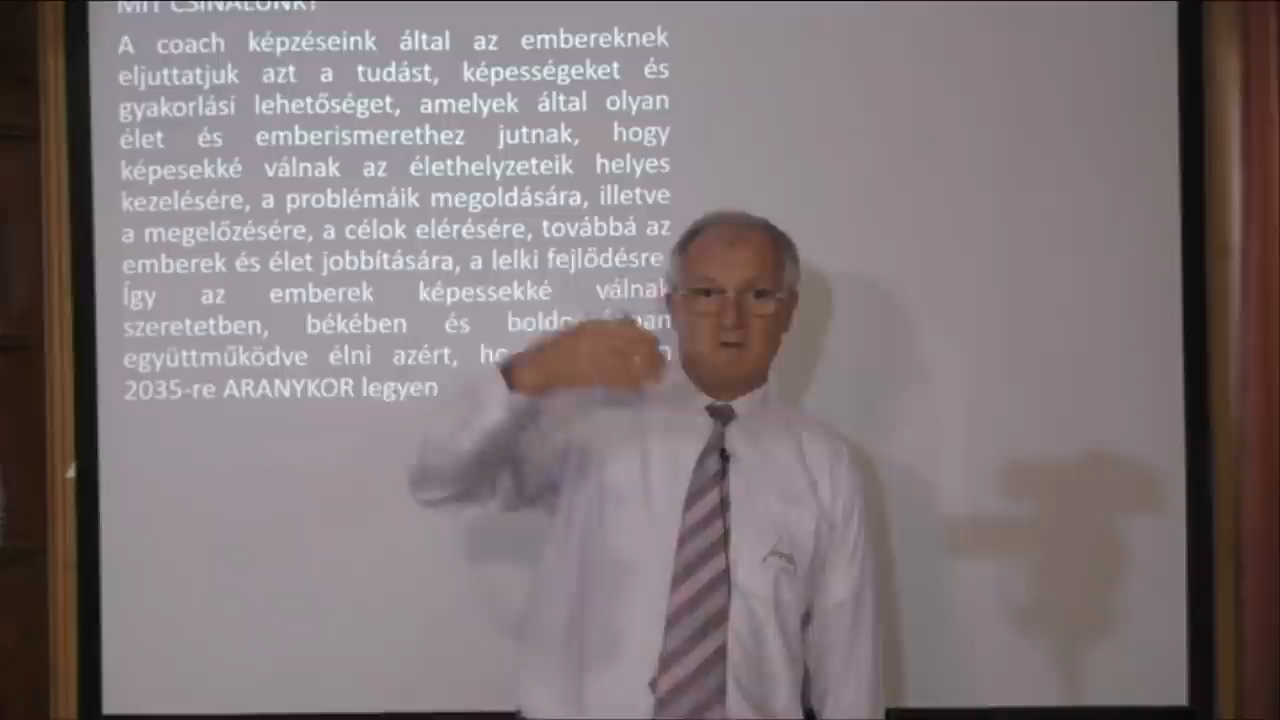 MIT CSINÁLUNK?
A coach képzéseink által az embereknek
eljuttatjuk azt a tudást, képességeket és
gyakorlási lehetőséget, amelyek által olyan
élet és emberismerethez jutnak, hogy
képesekké válnak az élethelyzeteik helyes
kezelésére, a problémáik megoldására, illetve
a megelőzésére, a célok elérésére, továbbá az
emberek és élet jobbítására, a lelki fejlődésre
Így az emberek képessekké válnak
szeretetben, békében és
együttműködve élni azért,
2035-re ARANYKOR legyen